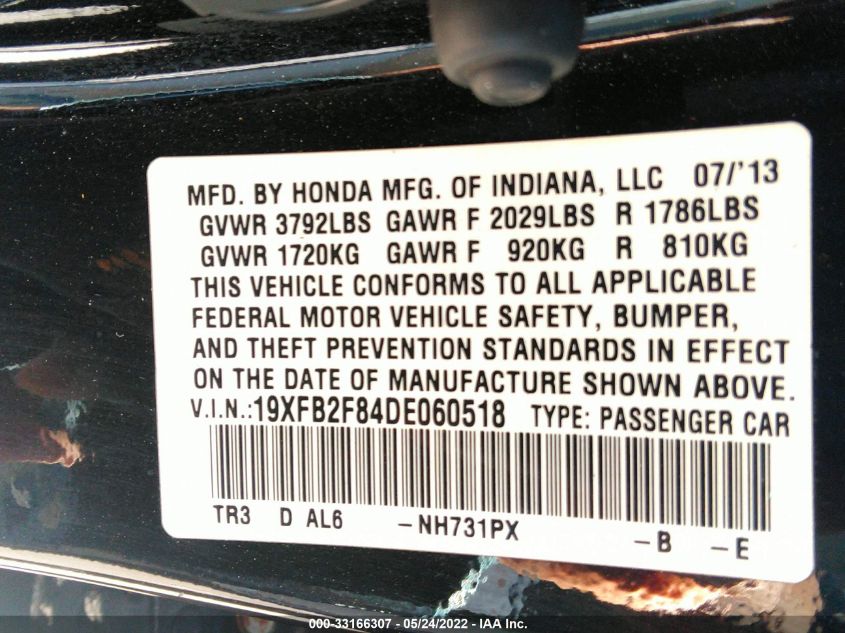 MFD. BY HONDA MFG. OF INDIANA, LLC 07/'13
GVWR 3792LBS GAWR F 2029LBS R 1786LBS
GVWR 1720KG GAWR F 920KG R 810KG
THIS VEHICLE CONFORMS TO ALL APPLICABLE
FEDERAL MOTOR VEHICLE SAFETY, BUMPER,
AND THEFT PREVENTION STANDARDS IN EFFECT
ON THE DATE OF MANUFACTURE SHOWN ABOVE.
V.I.N.:19XFB2F84DE060518 TYPE: PASSENGER CAR
TR3 D AL6 -NH731PX -B -E
000-33166307 - 05/24/2022 - IAA Inc.